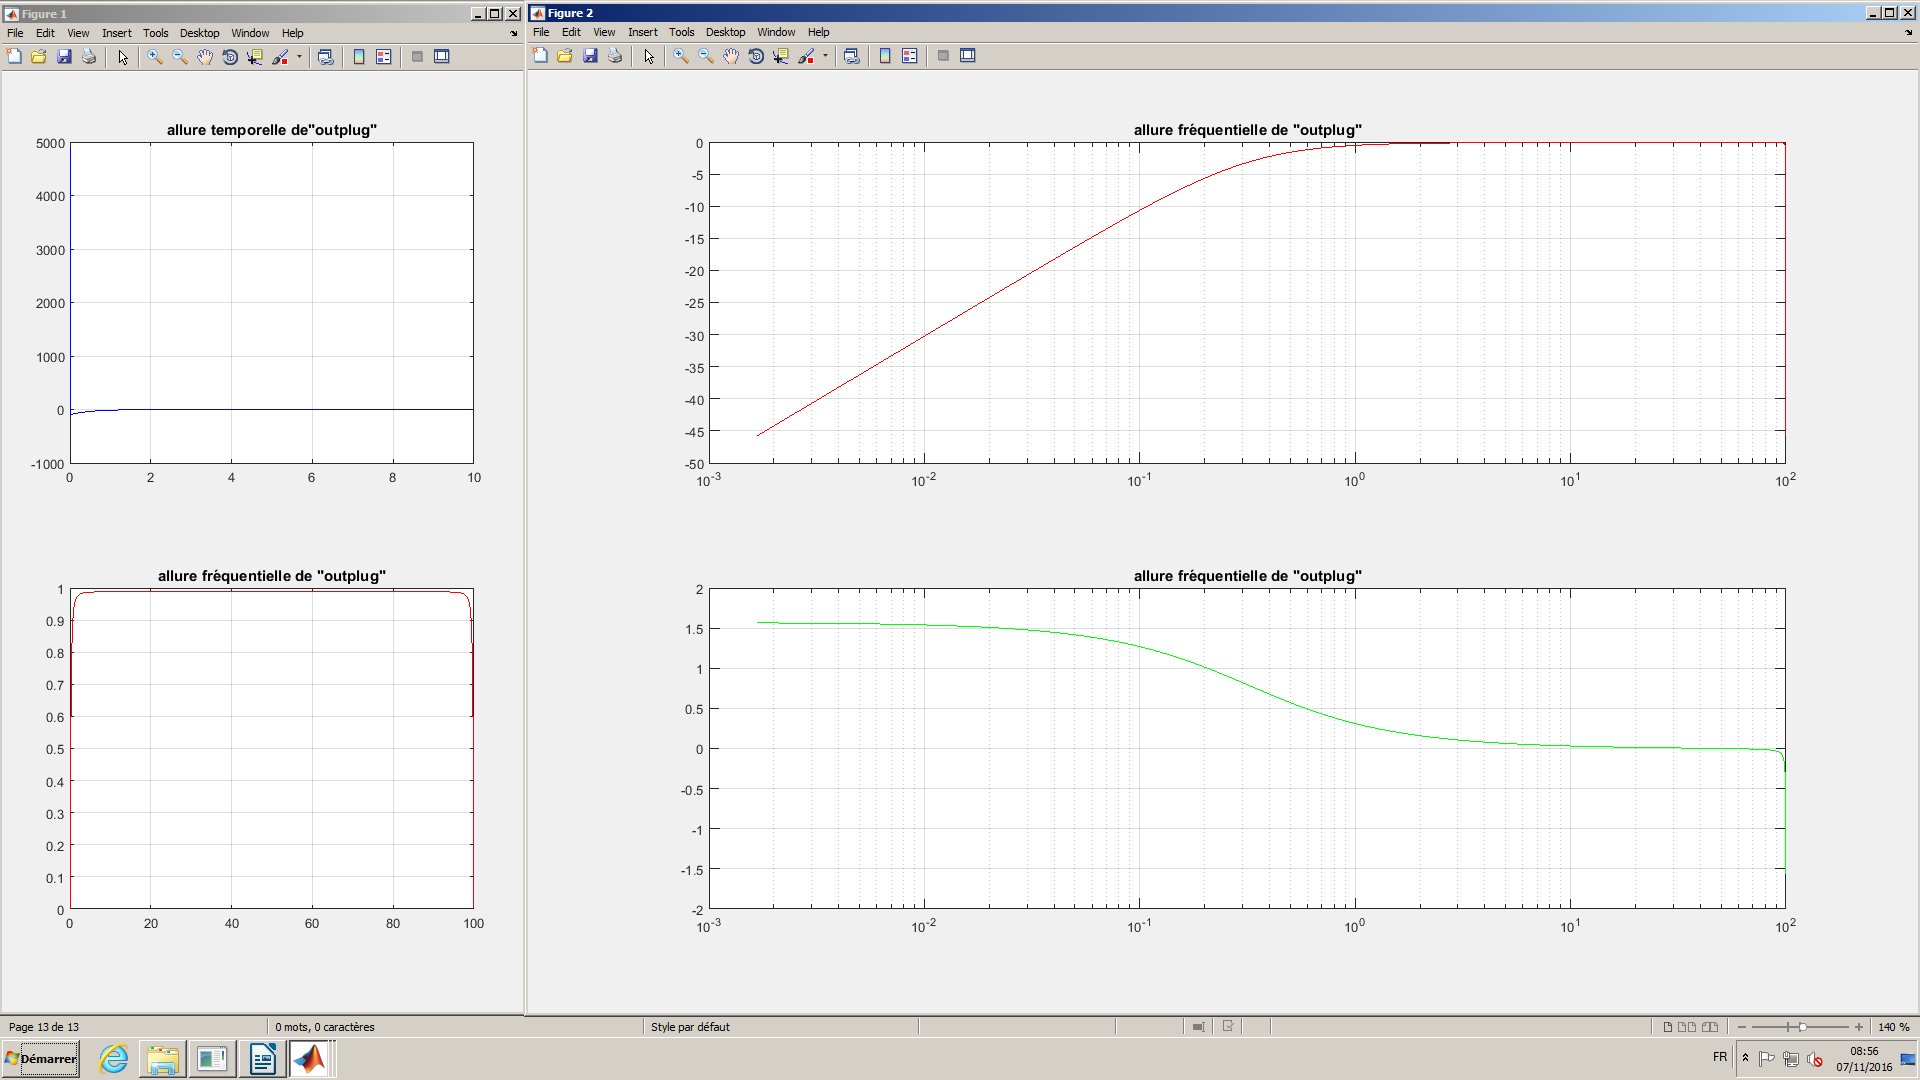 Figure 1
File Edit View Insert Tools Desktop Window Help
allure temporelle de"outplug"
5000
4000
3000
2000
1000
0
-1000
0 2 4 6 8 10
allure fréquentielle de "outplug"
1
0.9
0.8
0.7
0.6
0.5
0.4
0.3
0.2
0.1
0
0 20 40 60 80 100
Figure 2
File Edit View Insert Tools Desktop Window Help
allure fréquentielle de "outplug"
0
-5
-10
-15
-20
-25
-30
-35
-40
-45
-50
10-3 10-2 10-1 100 101 102
allure fréquentielle de "outplug"
2
1.5
1
0.5
0
-0.5
-1
-1.5
-2
10-3 10-2 10-1 100 101 102
Page 13 de 13 0 mots, 0 caractères Style par défaut 140 %
Démarrer FR 08:56
07/11/2016